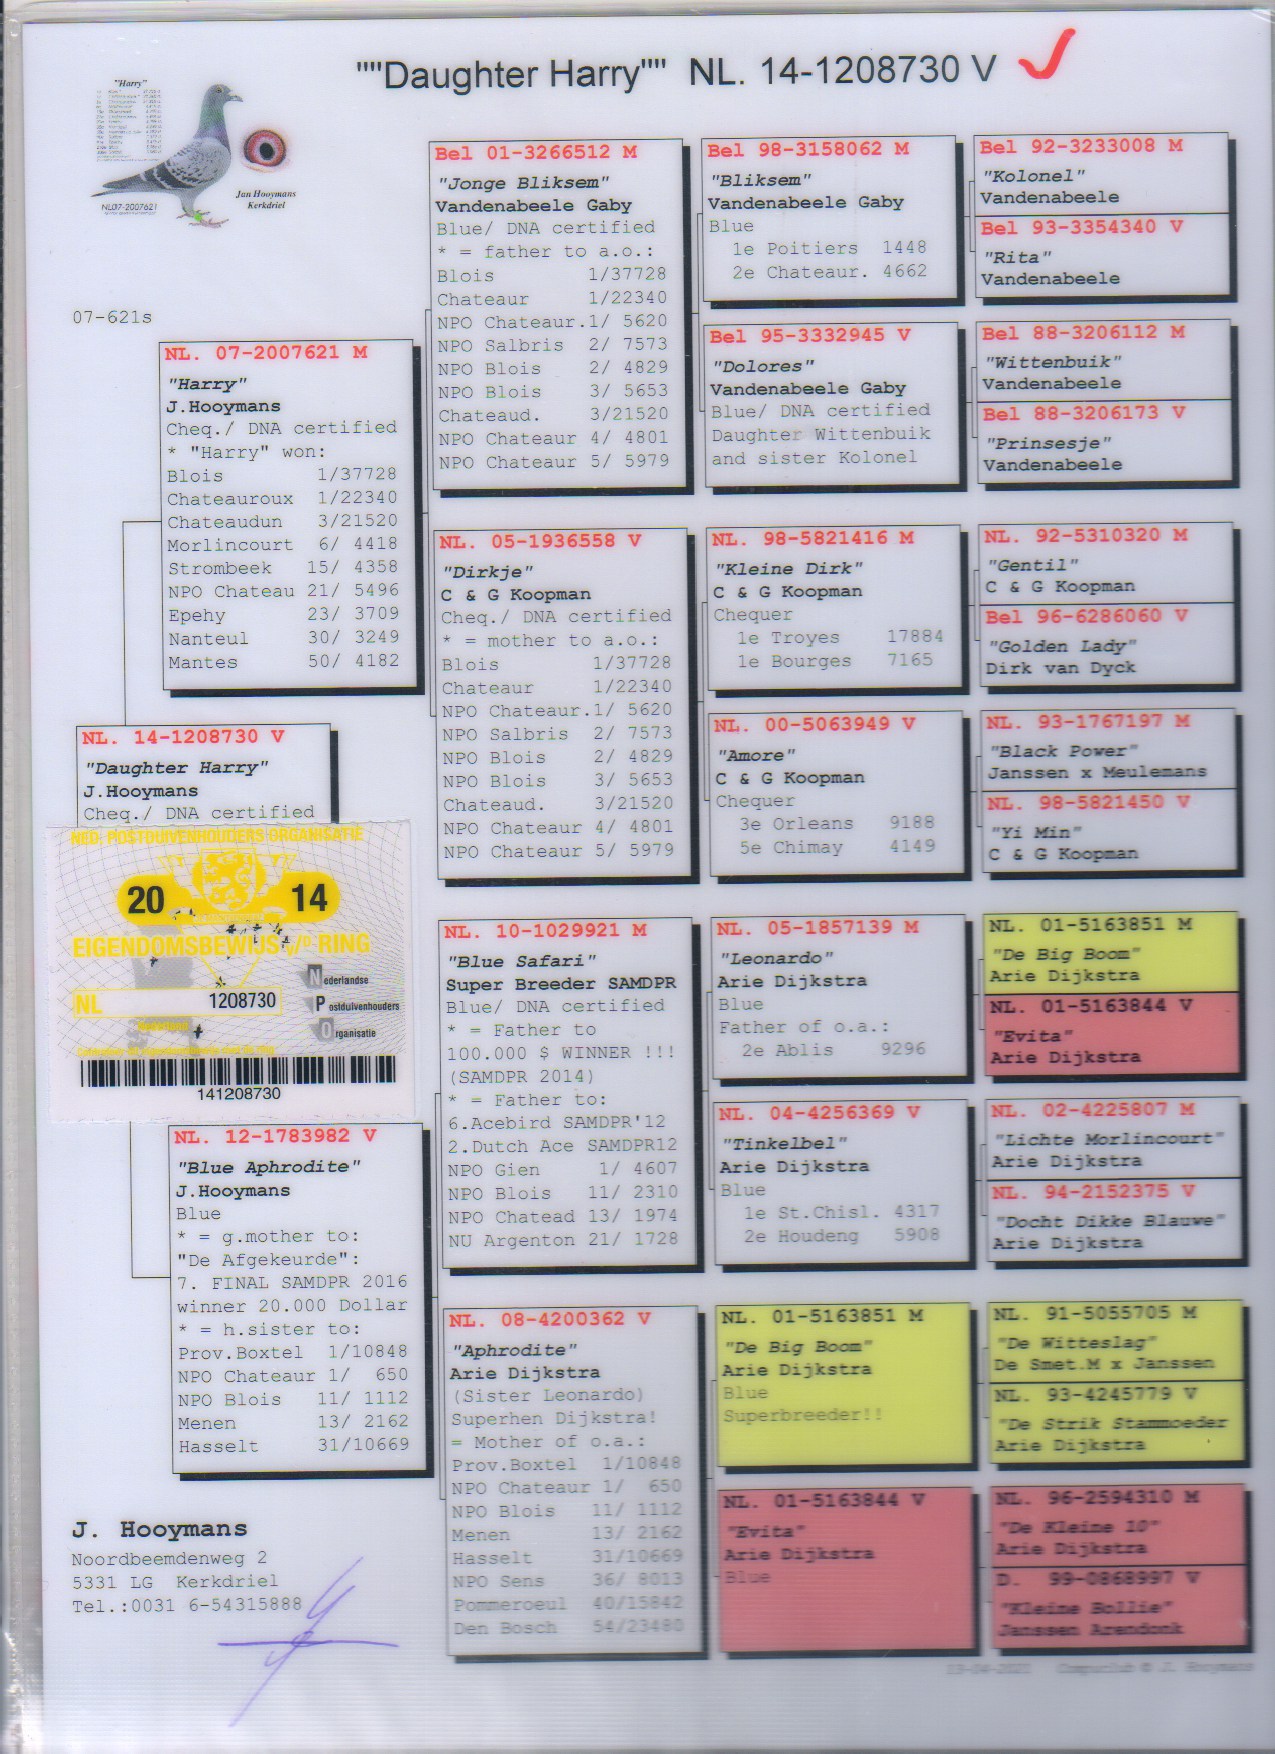 ""Daughter Harry"" NL. 14-1208730 V
"Harry"
NL07-2007621
Jan Hooymans
Kerkdriel
07-621s
NL. 07-2007621 M
"Harry"
J.Hooymans
Cheq./ DNA certified
* "Harry" won:
Blois 1/37728
Chateauroux 1/22340
Chateaudun 3/21520
Morlincourt 6/ 4418
Strombeek 15/ 4358
NPO Chateau 21/ 5496
Epehy 23/ 3709
Nanteul 30/ 3249
Mantes 50/ 4182
NL. 14-1208730 V
"Daughter Harry"
J.Hooymans
Cheq./ DNA certified
NED. POSTDUIVENHOUDERS ORGANISATIE
20 14
EIGENDOMSBEWIJS v/D RING
NL 1208730
Nederlandse
Postduivenhouders
Organisatie
141208730
NL. 12-1783982 V
"Blue Aphrodite"
J.Hooymans
Blue
* = g.mother to:
"De Afgekeurde":
7. FINAL SAMDPR 2016
winner 20.000 Dollar
* = h.sister to:
Prov.Boxtel 1/10848
NPO Chateaur 1/ 650
NPO Blois 11/ 1112
Menen 13/ 2162
Hasselt 31/10669
J. Hooymans
Noordbeemdenweg 2
5331 LG Kerkdriel
Tel.:0031 6-54315888
Bel 01-3266512 M
"Jonge Bliksem"
Vandenabeele Gaby
Blue/ DNA certified
* = father to a.o.:
Blois 1/37728
Chateaur 1/22340
NPO Chateaur.1/ 5620
NPO Salbris 2/ 7573
NPO Blois 2/ 4829
NPO Blois 3/ 5653
Chateaud. 3/21520
NPO Chateaur 4/ 4801
NPO Chateaur 5/ 5979
NL. 05-1936558 V
"Dirkje"
C & G Koopman
Cheq./ DNA certified
* = mother to a.o.:
Blois 1/37728
Chateaur 1/22340
NPO Chateaur.1/ 5620
NPO Salbris 2/ 7573
NPO Blois 2/ 4829
NPO Blois 3/ 5653
Chateaud. 3/21520
NPO Chateaur 4/ 4801
NPO Chateaur 5/ 5979
NL. 10-1029921 M
"Blue Safari"
Super Breeder SAMDPR
Blue/ DNA certified
* = Father to
100.000 $ WINNER !!!
(SAMDPR 2014)
* = Father to:
6.Acebird SAMDPR'12
2.Dutch Ace SAMDPR12
NPO Gien 1/ 4607
NPO Blois 11/ 2310
NPO Chatead 13/ 1974
NU Argenton 21/ 1728
NL. 08-4200362 V
"Aphrodite"
Arie Dijkstra
(Sister Leonardo)
Superhen Dijkstra!
= Mother of o.a.:
Prov.Boxtel 1/10848
NPO Chateaur 1/ 650
NPO Blois 11/ 1112
Menen 13/ 2162
Hasselt 31/10669
NPO Sens 36/ 8013
Pommeroeul 40/15842
Den Bosch 54/23480
Bel 98-3158062 M
"Bliksem"
Vandenabeele Gaby
Blue
1e Poitiers 1448
2e Chateaur. 4662
Bel 95-3332945 V
"Dolores"
Vandenabeele Gaby
Blue/ DNA certified
Daughter Wittenbuik
and sister Kolonel
NL. 98-5821416 M
"Kleine Dirk"
C & G Koopman
Chequer
1e Troyes 17884
1e Bourges 7165
NL. 00-5063949 V
"Amore"
C & G Koopman
Chequer
3e Orleans 9188
5e Chimay 4149
NL. 05-1857139 M
"Leonardo"
Arie Dijkstra
Blue
Father of o.a.:
2e Ablis 9296
NL. 04-4256369 V
"Tinkelbel"
Arie Dijkstra
Blue
1e St.Chisl. 4317
2e Houdeng 5908
NL. 01-5163851 M
"De Big Boom"
Arie Dijkstra
Blue
Superbreeder!!
NL. 01-5163844 V
"Evita"
Arie Dijkstra
Blue
Bel 92-3233008 M
"Kolonel"
Vandenabeele
Bel 93-3354340 V
"Rita"
Vandenabeele
Bel 88-3206112 M
"Wittenbuik"
Vandenabeele
Bel 88-3206173 V
"Prinsesje"
Vandenabeele
NL. 92-5310320 M
"Gentil"
C & G Koopman
Bel 96-6286060 V
"Golden Lady"
Dirk van Dyck
NL. 93-1767197 M
"Black Power"
Janssen x Meulemans
NL. 98-5821450 V
"Yi Min"
C & G Koopman
NL. 01-5163851 M
"De Big Boom"
Arie Dijkstra
NL. 01-5163844 V
"Evita"
Arie Dijkstra
NL. 02-4225807 M
"Lichte Morlincourt"
Arie Dijkstra
NL. 94-2152375 V
"Docht Dikke Blauwe"
Arie Dijkstra
NL. 91-5055705 M
"De Witteslag"
De Smet.M x Janssen
NL. 93-4245779 V
"De Strik Stammoeder
Arie Dijkstra
NL. 96-2594310 M
"De Kleine 10"
Arie Dijkstra
D. 99-0868997 V
"Kleine Bollie"
Janssen Arendonk
13-04-2021 Compuclub © J. Hooymans